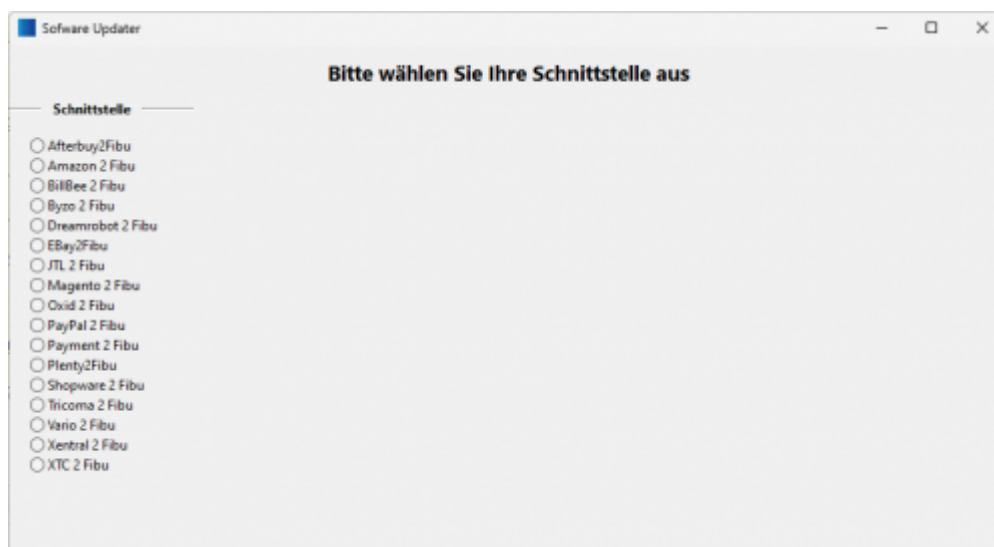 Sofware Updater
Bitte wählen Sie Ihre Schnittstelle aus
Schnittstelle
Afterbuy2Fibu
Amazon 2 Fibu
BillBee 2 Fibu
Byzo 2 Fibu
Dreamrobot 2 Fibu
EBay2Fibu
JTL 2 Fibu
Magento 2 Fibu
Oxid 2 Fibu
PayPal 2 Fibu
Payment 2 Fibu
Plenty2Fibu
Shopware 2 Fibu
Tricoma 2 Fibu
Vario 2 Fibu
Xentral 2 Fibu
XTC 2 Fibu